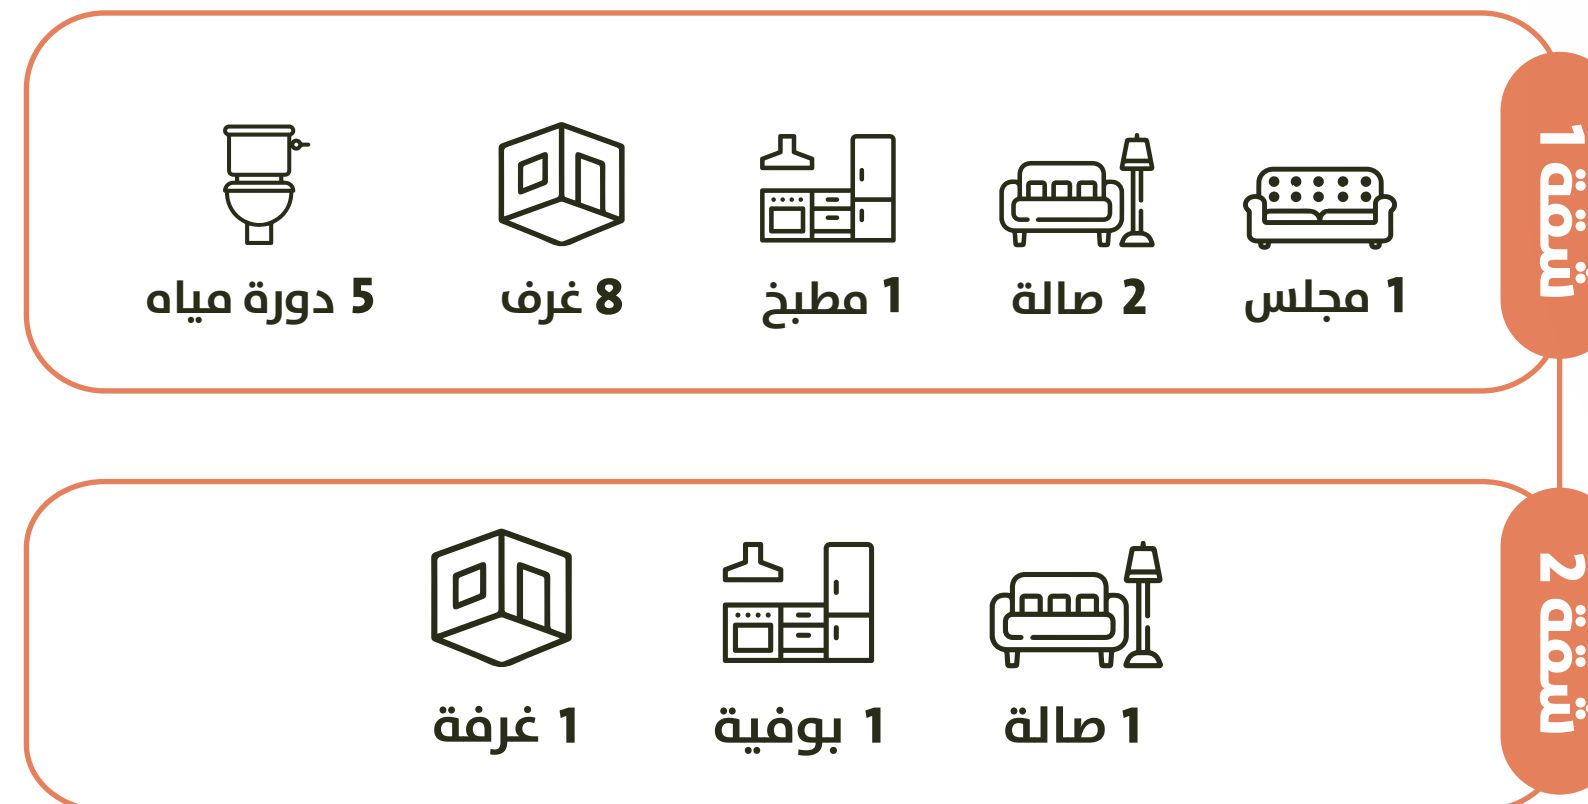 شقة 1
1 مجلس
2 صالة
1 مطبخ
8 غرف
5 دورة مياه
شقة 2
1 صالة
1 بوفية
1 غرفة